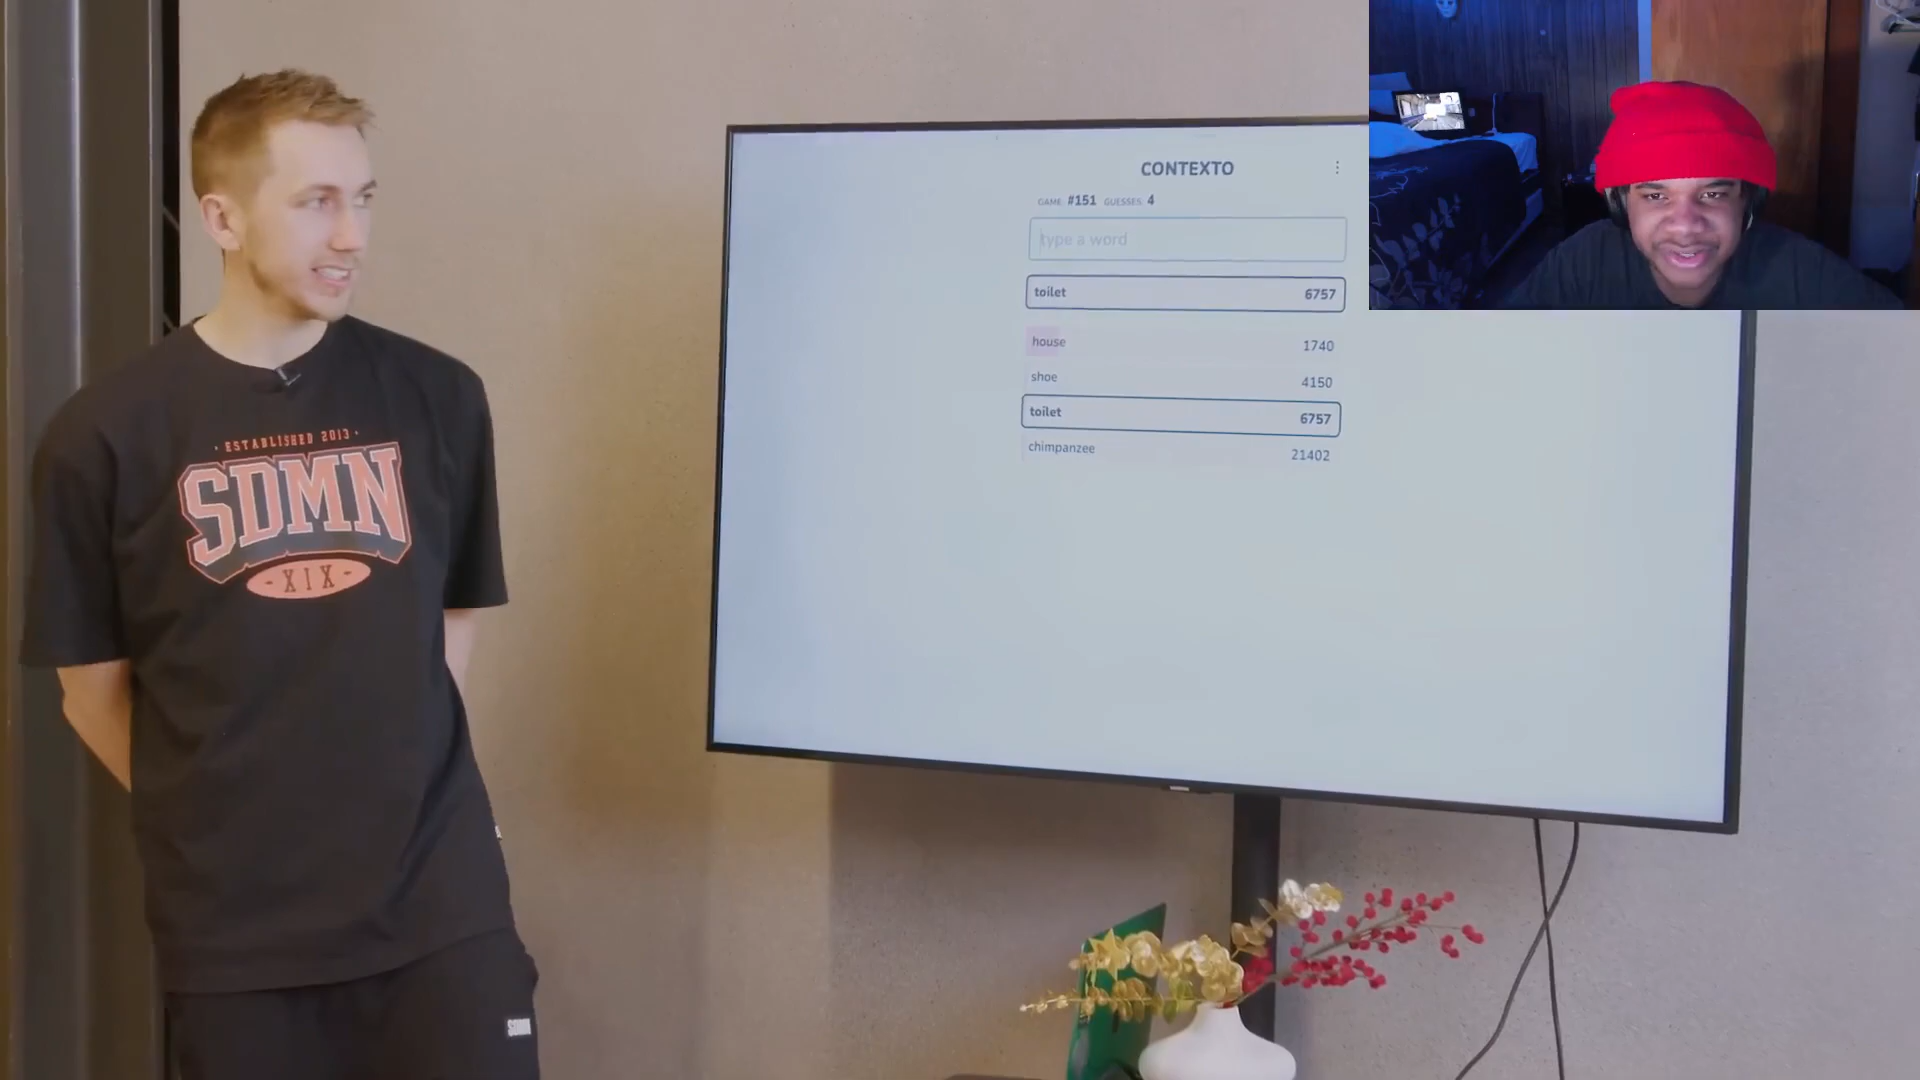 CONTEXTO
GAME: #151 GUESSES: 4
type a word
toilet 6757
house 1740
shoe 4150
toilet 6757
chimpanzee 21402
· ESTABLISHED 2013 ·
SDMN
- XIX -
SDMN